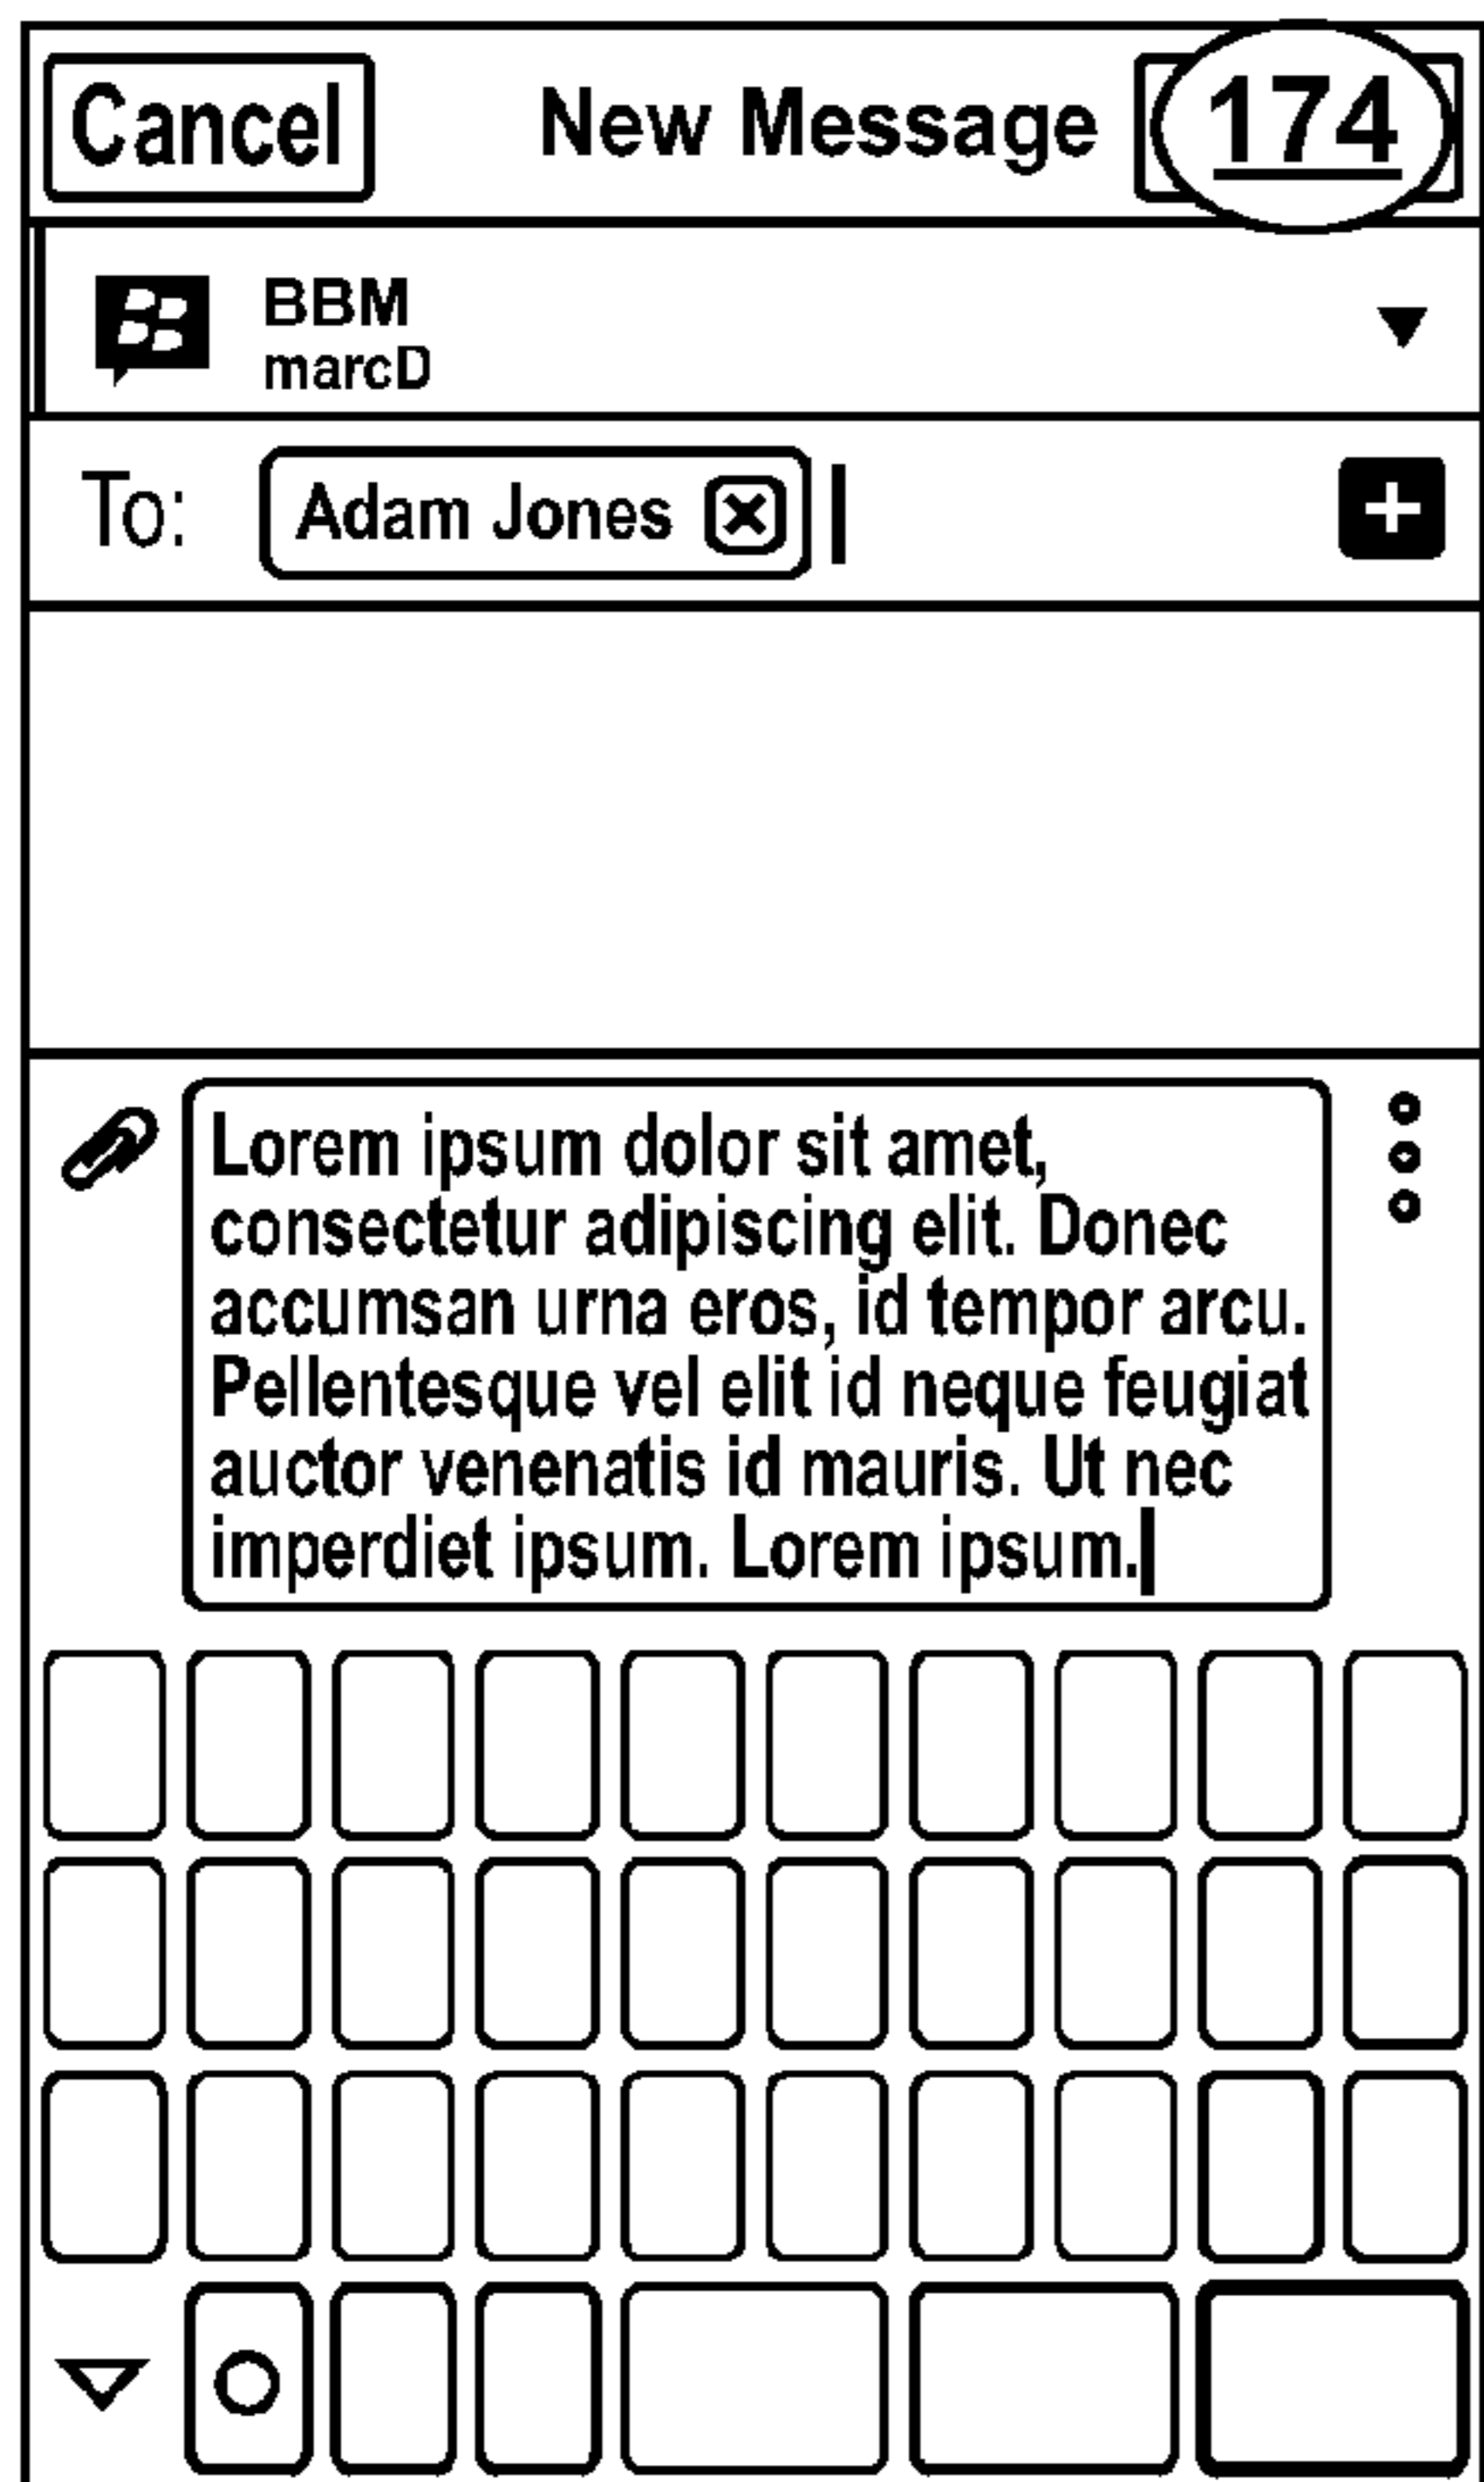 Cancel New Message 174
BBM
marcD
To: Adam Jones
Lorem ipsum dolor sit amet,
consectetur adipiscing elit. Donec
accumsan urna eros, id tempor arcu.
Pellentesque vel elit id neque feugiat
auctor venenatis id mauris. Ut nec
imperdiet ipsum. Lorem ipsum.